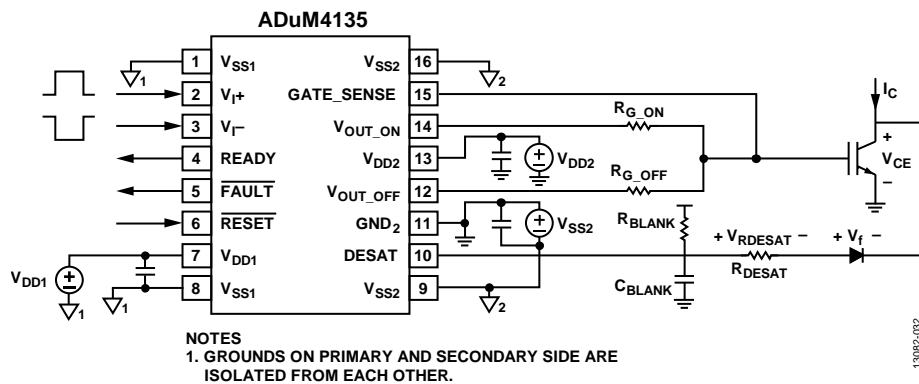 ADuM4135
1 VSS1
VSS2 16
2 VI+
GATE_SENSE 15
3 VI−
VOUT_ON 14
4 READY
VDD2 13
5 FAULT
VOUT_OFF 12
6 RESET
GND2 11
7 VDD1
DESAT 10
8 VSS1
VSS2 9
1
2
RG_ON
IC
+
VCE
−
VDD2
RG_OFF
VSS2
RBLANK
+ VRDESAT −
+ Vf −
RDESAT
CBLANK
VDD1
1
1
2
NOTES
1. GROUNDS ON PRIMARY AND SECONDARY SIDE ARE
ISOLATED FROM EACH OTHER.
13082-032